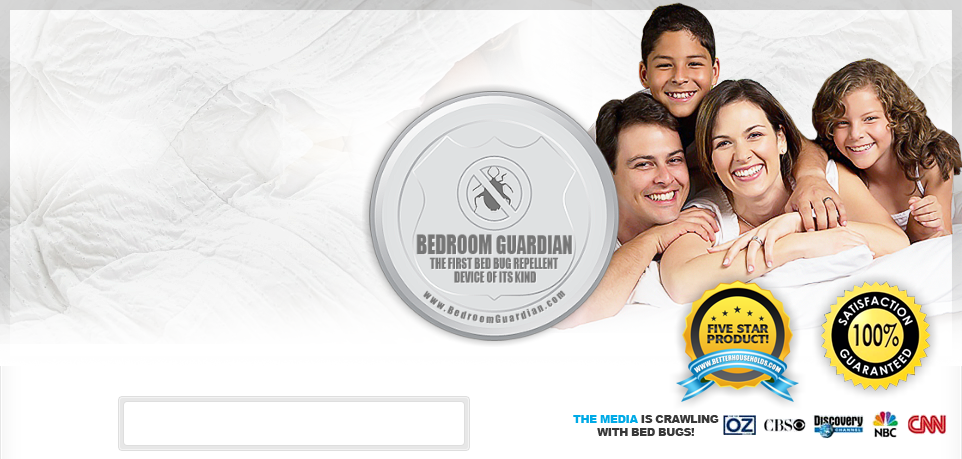 BEDROOM GUARDIAN
THE FIRST BED BUG REPELLENT
DEVICE OF ITS KIND
www.BedroomGuardian.com
FIVE STAR
PRODUCT!
WWW.BETTERHOUSEHOLDS.COM
SATISFACTION
100%
GUARANTEED
THE MEDIA IS CRAWLING
WITH BED BUGS!
OZ
CBS
Discovery
CHANNEL
NBC
CNN